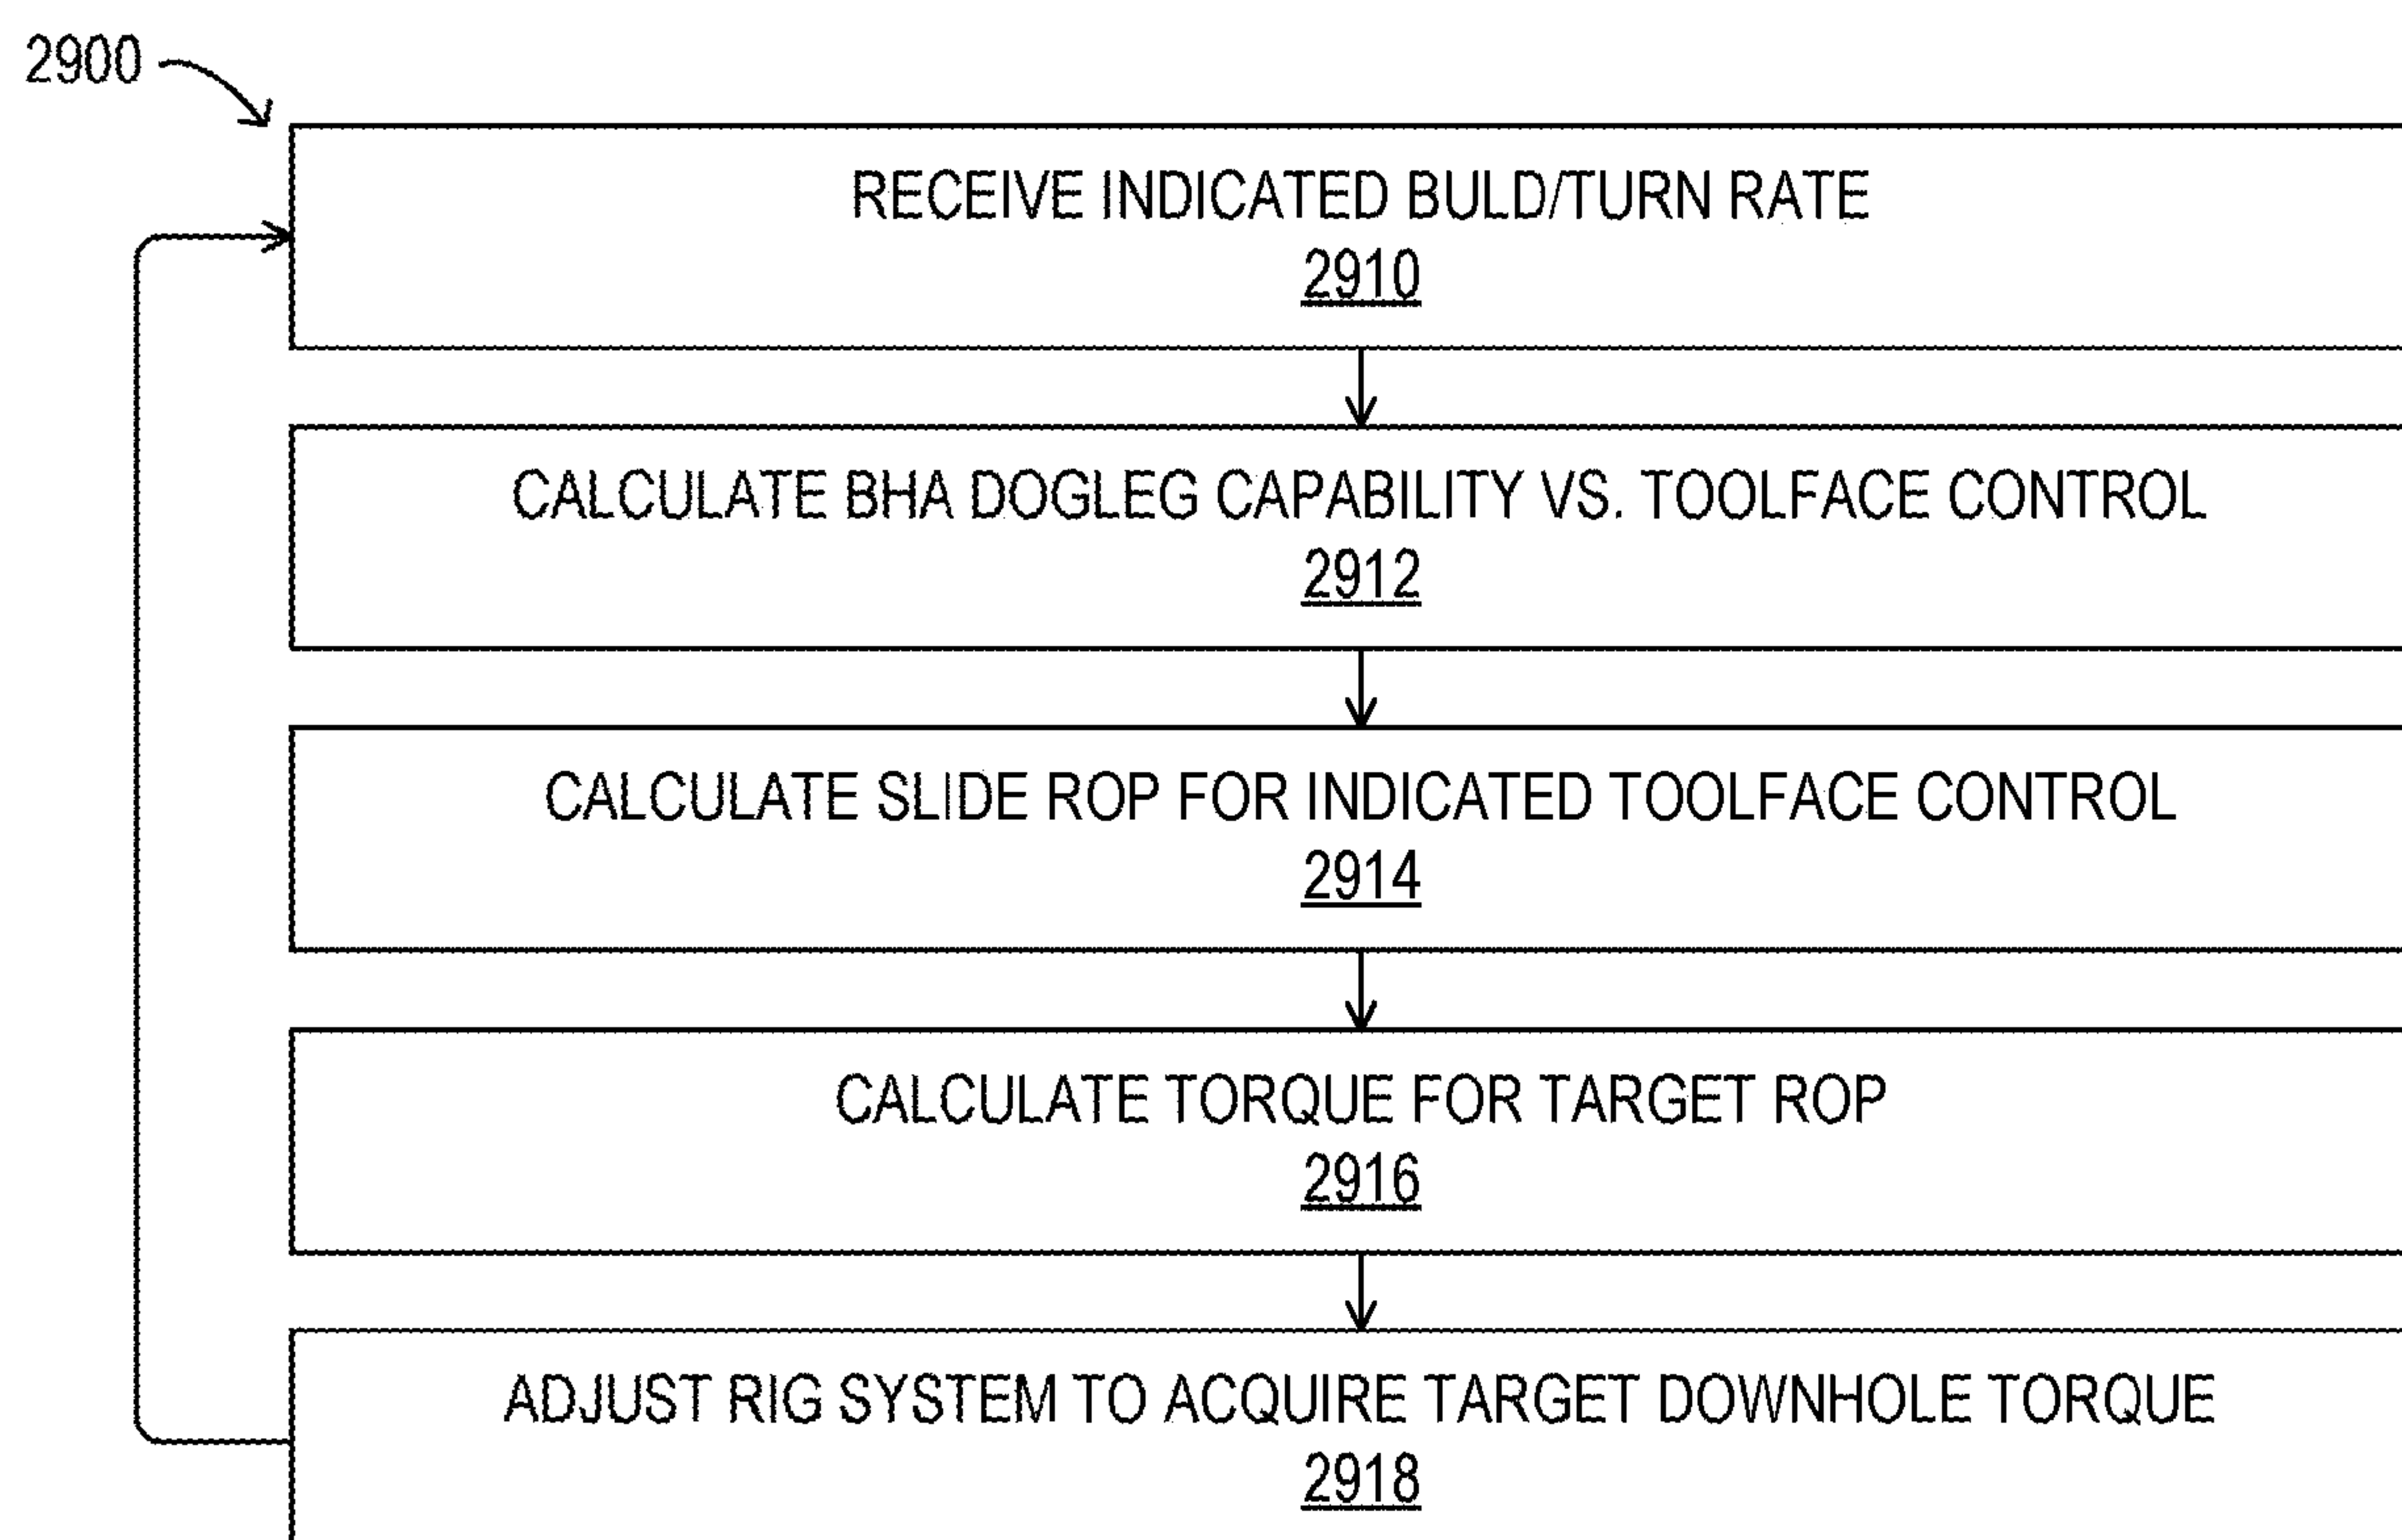 2900
RECEIVE INDICATED BULD/TURN RATE
2910
CALCULATE BHA DOGLEG CAPABILITY VS. TOOLFACE CONTROL
2912
CALCULATE SLIDE ROP FOR INDICATED TOOLFACE CONTROL
2914
CALCULATE TORQUE FOR TARGET ROP
2916
ADJUST RIG SYSTEM TO ACQUIRE TARGET DOWNHOLE TORQUE
2918